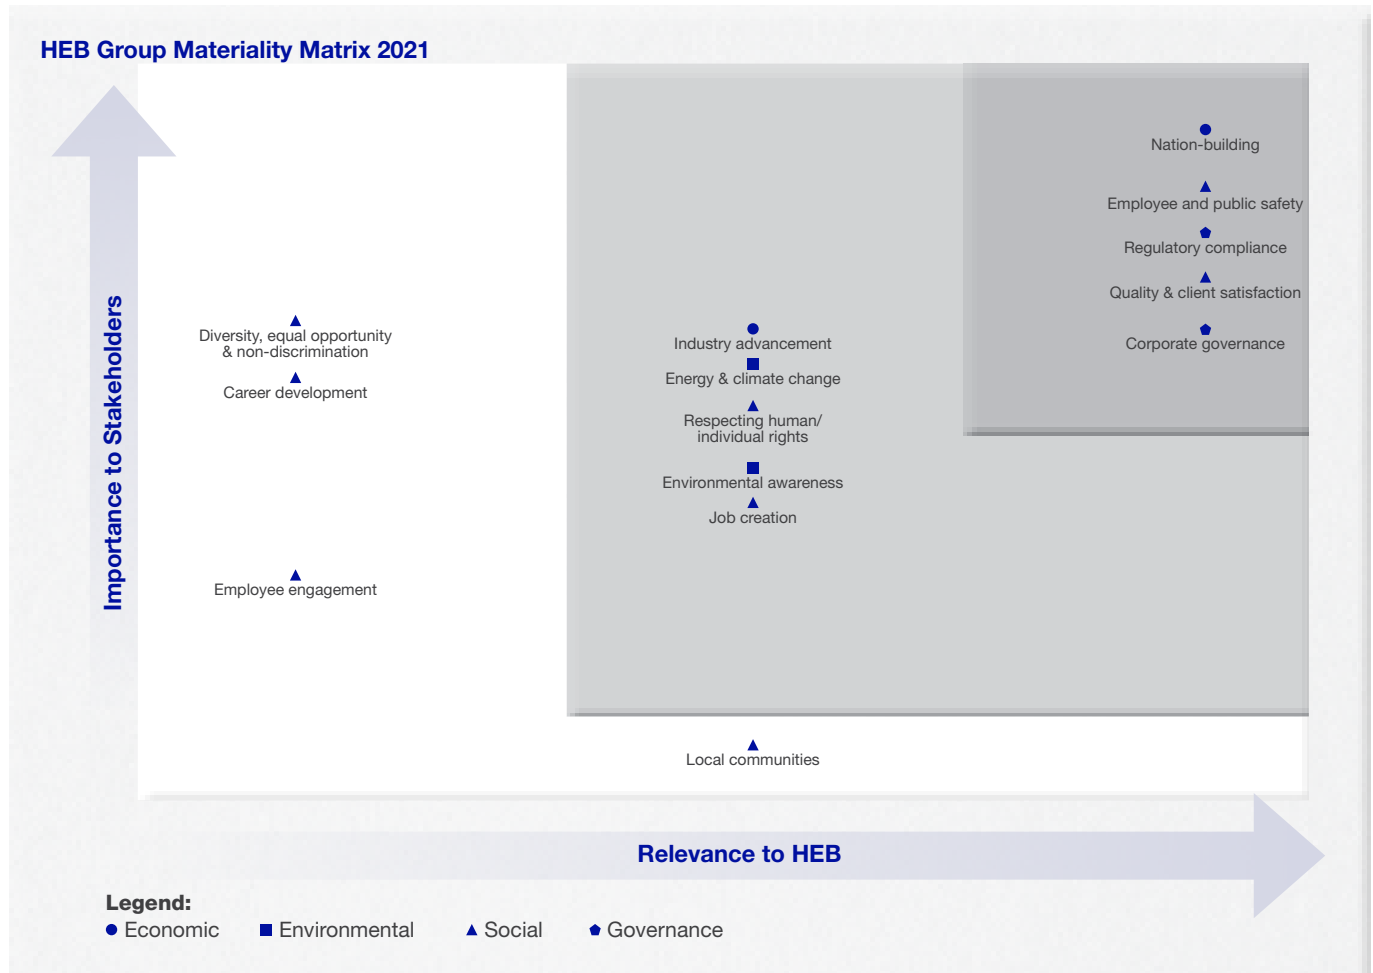 HEB Group Materiality Matrix 2021
Importance to Stakeholders
Nation-building
Employee and public safety
Regulatory compliance
Quality & client satisfaction
Corporate governance
Diversity, equal opportunity
& non-discrimination
Career development
Employee engagement
Industry advancement
Energy & climate change
Respecting human/
individual rights
Environmental awareness
Job creation
Local communities
Relevance to HEB
Legend:
Economic
Environmental
Social
Governance